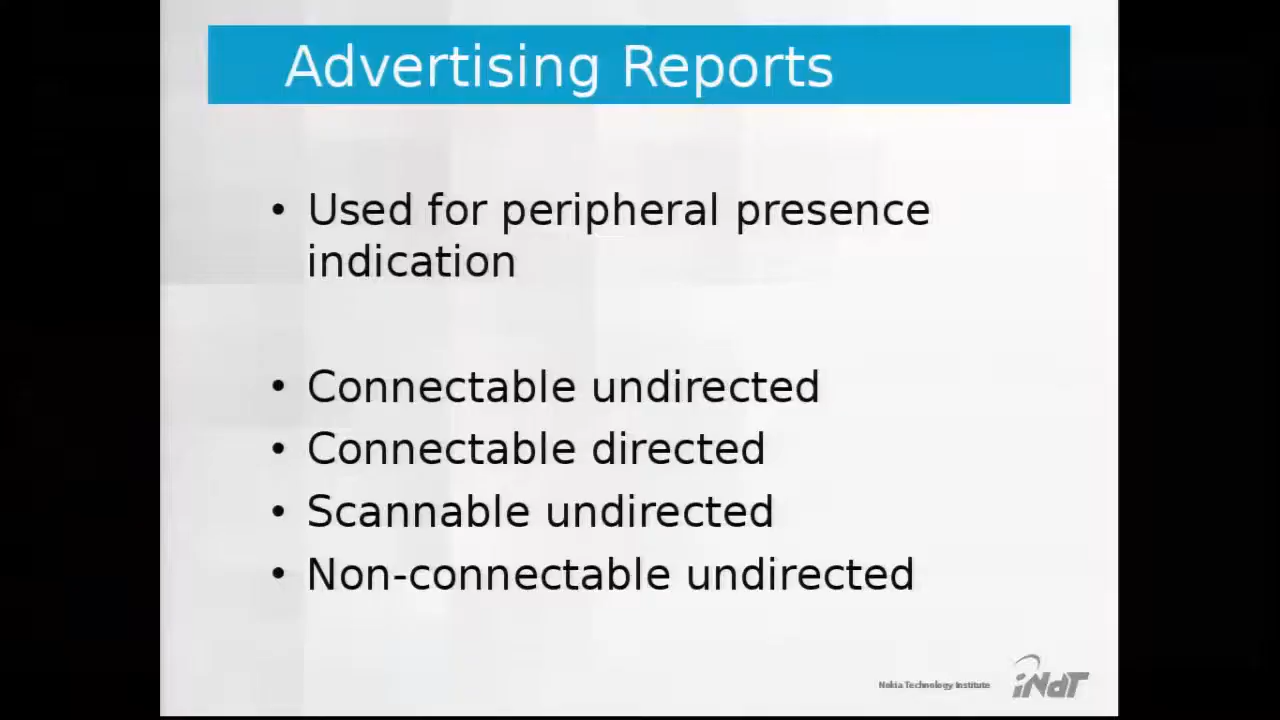 Advertising Reports
• Used for peripheral presence
indication
• Connectable undirected
• Connectable directed
• Scannable undirected
• Non-connectable undirected
Nokia Technology Institute
iNdT